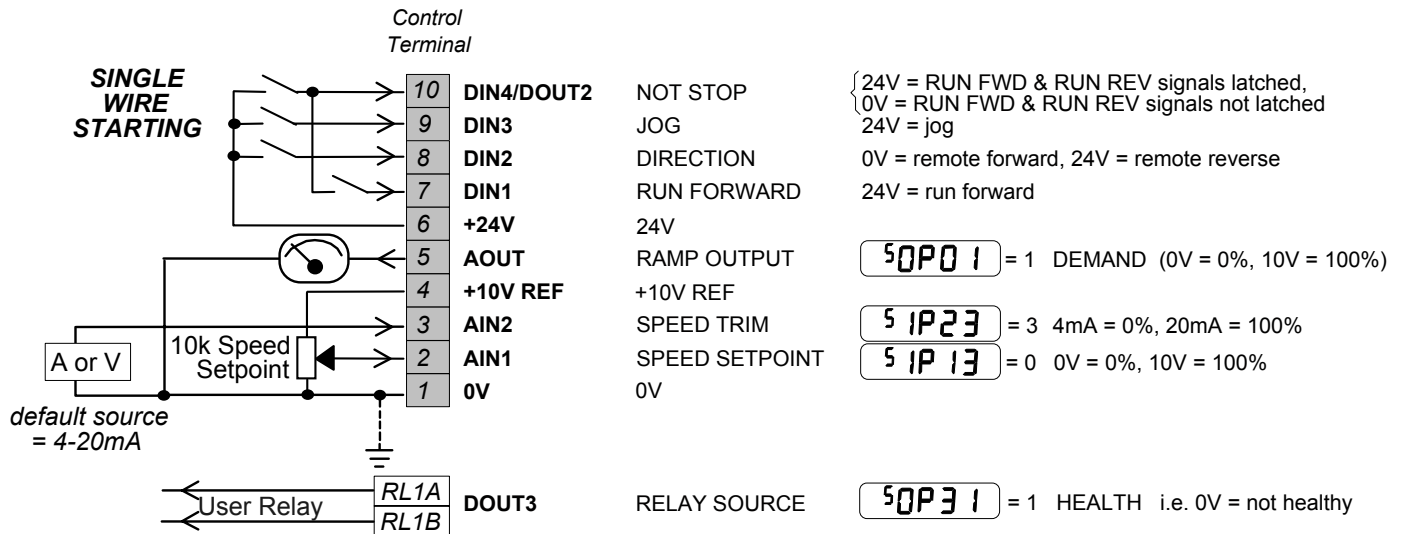 Control
Terminal
SINGLE
WIRE
STARTING
10 DIN4/DOUT2 NOT STOP 24V = RUN FWD & RUN REV signals latched,
0V = RUN FWD & RUN REV signals not latched
9 DIN3 JOG 24V = jog
8 DIN2 DIRECTION 0V = remote forward, 24V = remote reverse
7 DIN1 RUN FORWARD 24V = run forward
6 +24V 24V
5 AOUT RAMP OUTPUT SOP01 = 1 DEMAND (0V = 0%, 10V = 100%)
4 +10V REF +10V REF
3 AIN2 SPEED TRIM SIP23 = 3 4mA = 0%, 20mA = 100%
10k Speed
Setpoint
2 AIN1 SPEED SETPOINT SIP13 = 0 0V = 0%, 10V = 100%
A or V
1 0V 0V
default source
= 4-20mA
User Relay
RL1A
RL1B
DOUT3 RELAY SOURCE SOP31 = 1 HEALTH i.e. 0V = not healthy